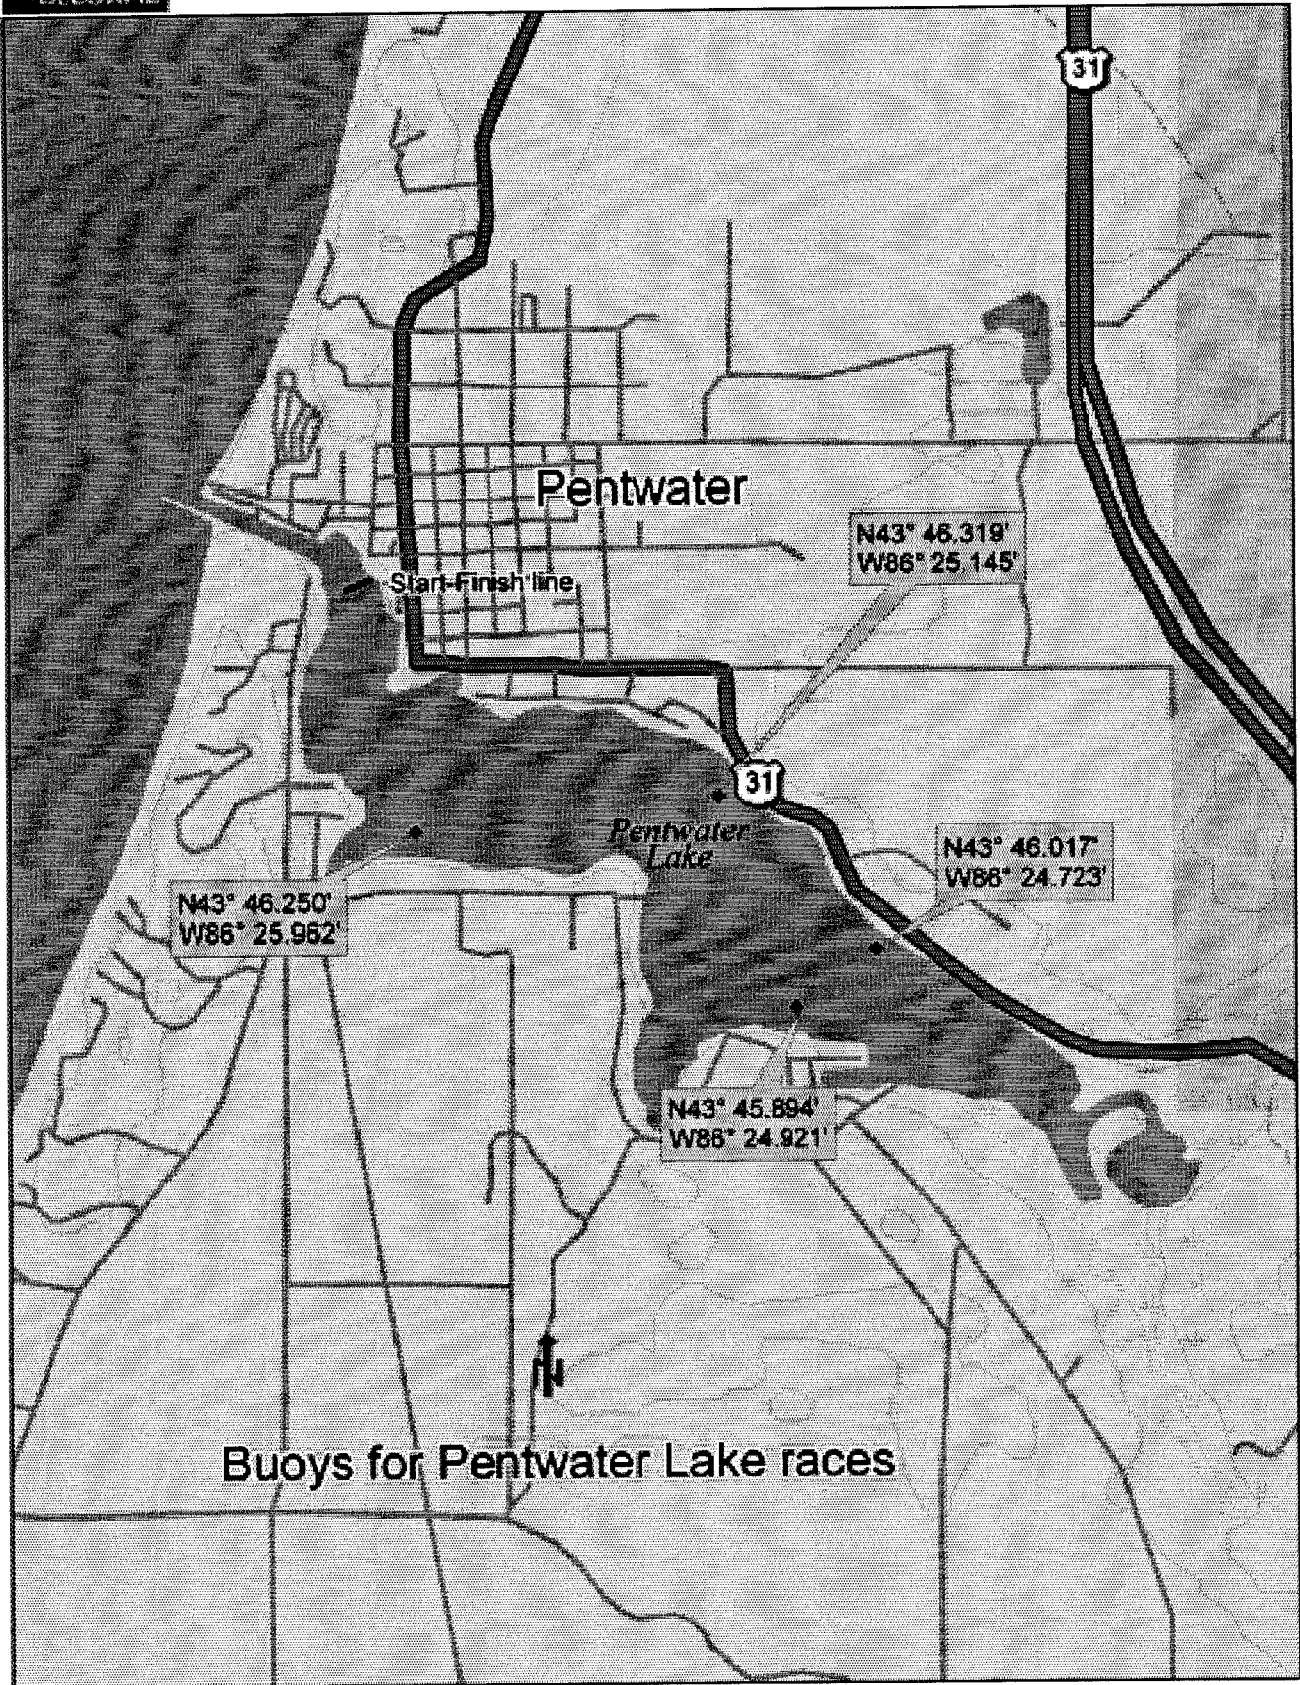 31
Pentwater
N43° 46.319'
W86° 25.145'
Start-Finish line
31
Pentwater
Lake
N43° 46.017'
W86° 24.723'
N43° 46.250'
W86° 25.962'
N43° 45.894'
W86° 24.921'
N
Buoys for Pentwater Lake races